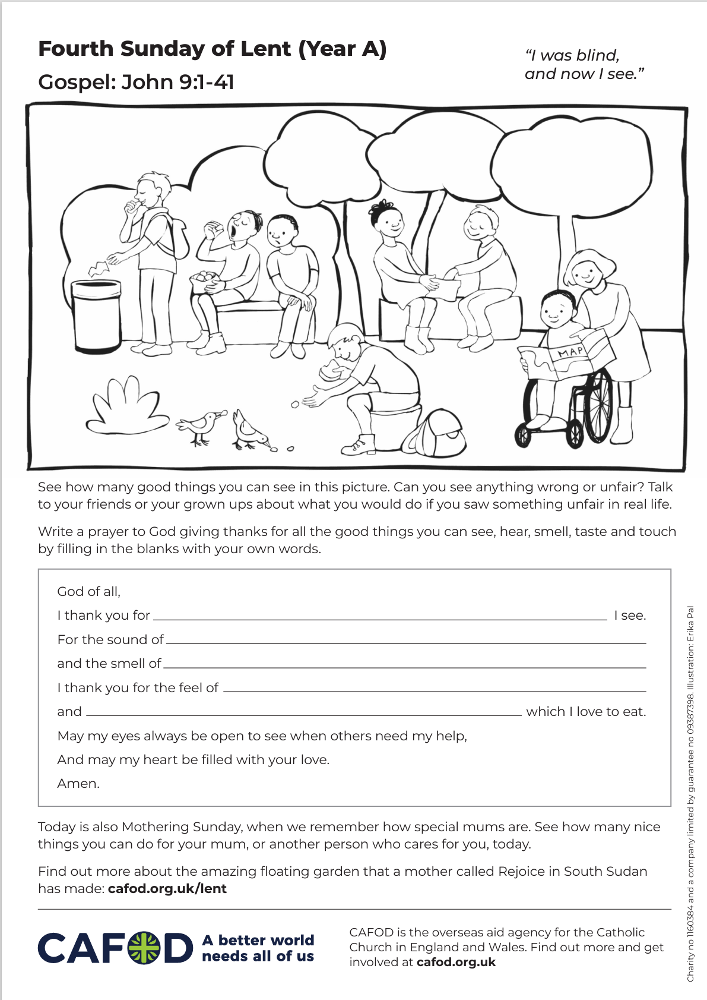 Fourth Sunday of Lent (Year A)
Gospel: John 9:1-41
“I was blind,
and now I see.”
MAP
See how many good things you can see in this picture. Can you see anything wrong or unfair? Talk
to your friends or your grown ups about what you would do if you saw something unfair in real life.
Write a prayer to God giving thanks for all the good things you can see, hear, smell, taste and touch
by filling in the blanks with your own words.
God of all,
I thank you for ______ I see.
For the sound of ______
and the smell of ______
I thank you for the feel of ______
and ______ which I love to eat.
May my eyes always be open to see when others need my help,
And may my heart be filled with your love.
Amen.
Today is also Mothering Sunday, when we remember how special mums are. See how many nice
things you can do for your mum, or another person who cares for you, today.
Find out more about the amazing floating garden that a mother called Rejoice in South Sudan
has made: cafod.org.uk/lent
CAFOD
A better world
needs all of us
CAFOD is the overseas aid agency for the Catholic
Church in England and Wales. Find out more and get
involved at cafod.org.uk
Charity no 1160384 and a company limited by guarantee no 09387398. Illustration: Erika Pal